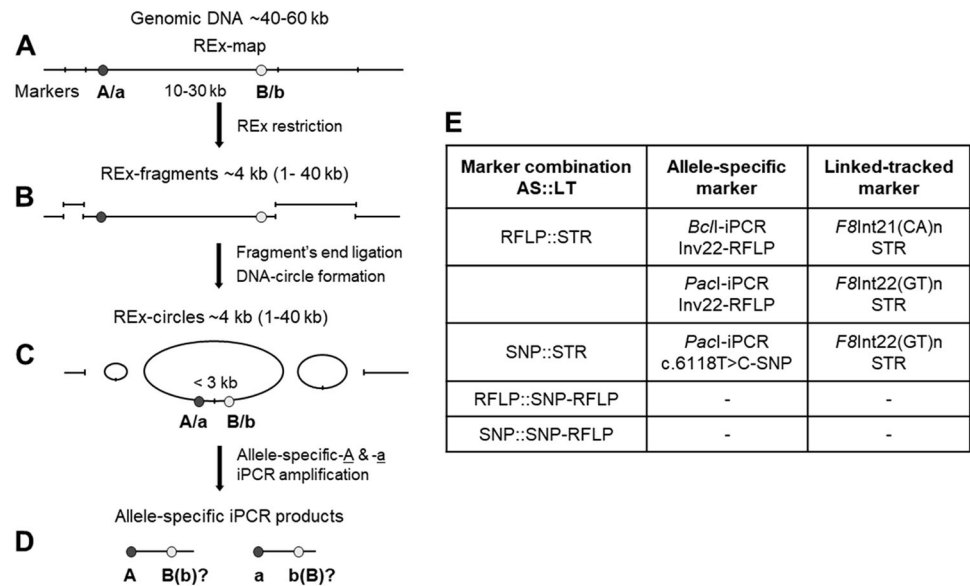 Genomic DNA ~40-60 kb
A
REx-map
Markers A/a 10-30 kb B/b
REx restriction
REx-fragments ~4 kb (1- 40 kb)
B
Fragment's end ligation
DNA-circle formation
REx-circles ~4 kb (1-40 kb)
C
< 3 kb
A/a B/b
Allele-specific-A & -a
iPCR amplification
Allele-specific iPCR products
D
A B(b)? a b(B)?
E
Marker combination
AS::LT
Allele-specific
marker
Linked-tracked
marker
RFLP::STR
BclI-iPCR
Inv22-RFLP
F8Int21(CA)n
STR
PacI-iPCR
Inv22-RFLP
F8Int22(GT)n
STR
SNP::STR
PacI-iPCR
c.6118T>C-SNP
F8Int22(GT)n
STR
RFLP::SNP-RFLP - -
SNP::SNP-RFLP - -